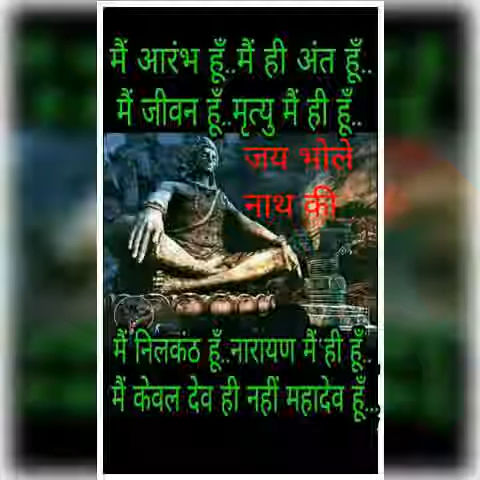 मैं आरंभ हूँ..मैं ही अंत हूँ..
मैं जीवन हूँ..मृत्यु मैं ही हूँ..
जय भोले
नाथ की
मैं निलकंठ हूँ..नारायण मैं ही हूँ..
मैं केवल देव ही नहीं महादेव हूँ...